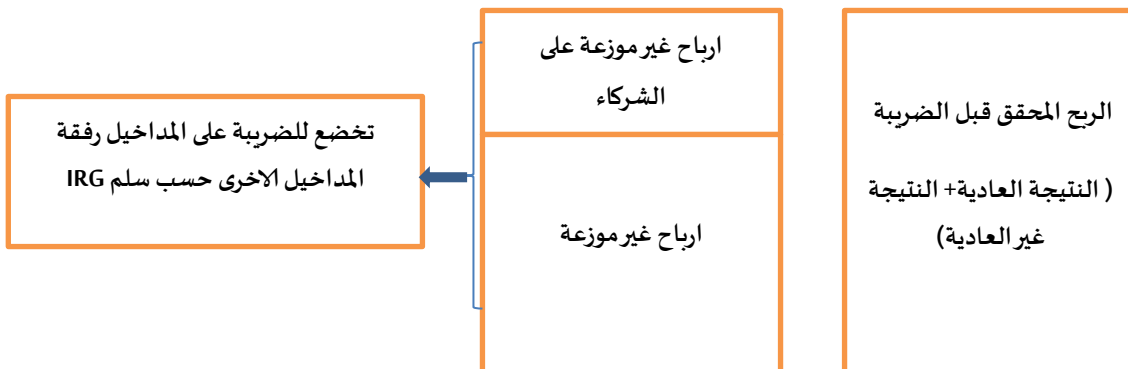 الربح المحقق قبل الضريبة
( النتيجة العادية+ النتيجة
غير العادية)
ارباح غير موزعة على
الشركاء
ارباح غير موزعة
تخضع للضريبة على المداخيل رفقة
المداخيل الاخرى حسب سلم IRG